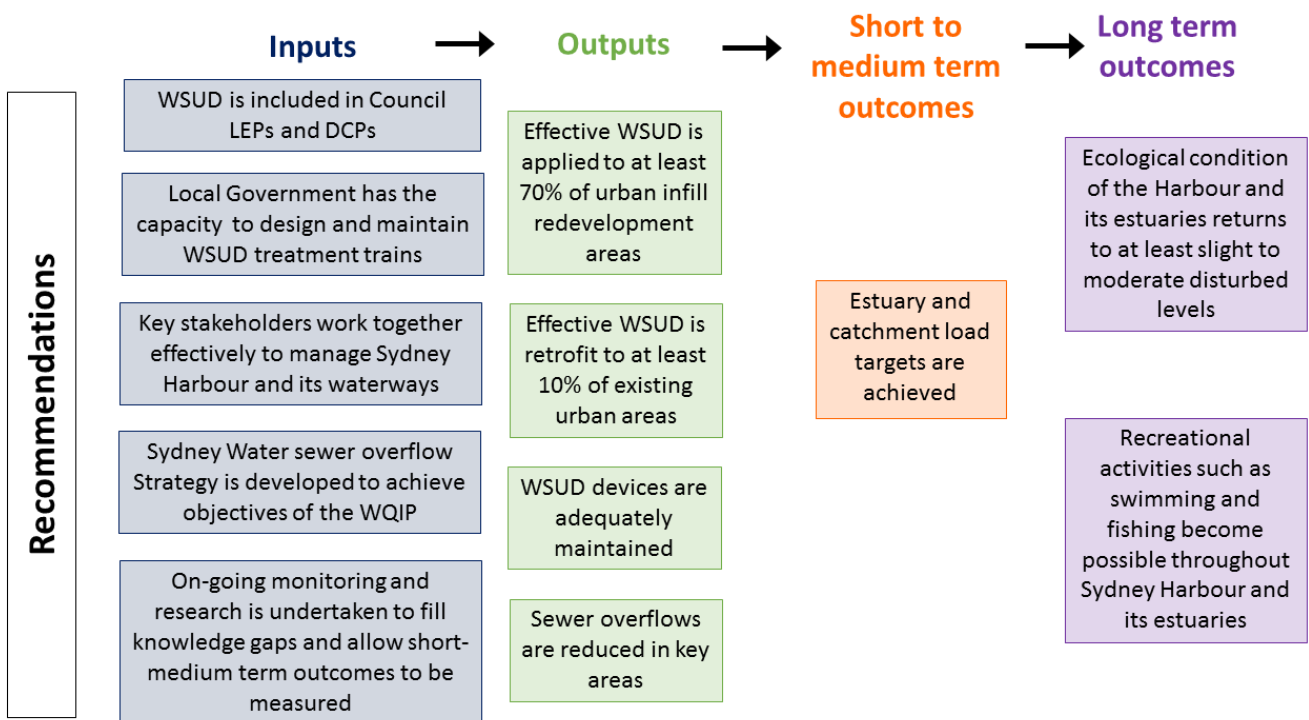 Inputs
Outputs
Short to
medium term
outcomes
Long term
outcomes
Recommendations
WSUD is included in Council
LEPs and DCPs
Local Government has the
capacity to design and maintain
WSUD treatment trains
Key stakeholders work together
effectively to manage Sydney
Harbour and its waterways
Sydney Water sewer overflow
Strategy is developed to achieve
objectives of the WQIP
On-going monitoring and
research is undertaken to fill
knowledge gaps and allow short-
medium term outcomes to be
measured
Effective WSUD is
applied to at least
70% of urban infill
redevelopment
areas
Effective WSUD is
retrofit to at least
10% of existing
urban areas
WSUD devices are
adequately
maintained
Sewer overflows
are reduced in key
areas
Estuary and
catchment load
targets are
achieved
Ecological condition
of the Harbour and
its estuaries returns
to at least slight to
moderate disturbed
levels
Recreational
activities such as
swimming and
fishing become
possible throughout
Sydney Harbour and
its estuaries